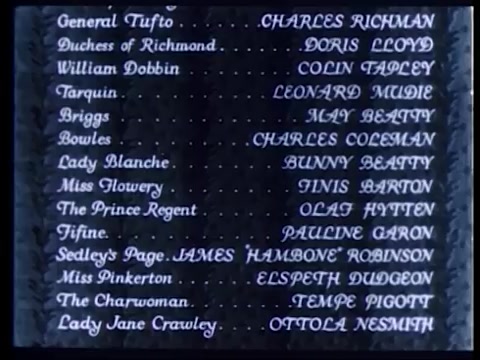 General Tufto . . . . . . . . CHARLES RICHMAN
Duchess of Richmond . . . . . . . DORIS LLOYD
William Dobbin . . . . . . . . COLIN TAPLEY
Tarquin . . . . . . . . . . LEONARD MUDIE
Briggs . . . . . . . . . . . . . MAY BEATTY
Bowles . . . . . . . . . CHARLES COLEMAN
Lady Blanche . . . . . . . . BUNNY BEATTY
Miss Flowery . . . . . . . . . TINIS BARTON
The Prince Regent . . . . . . OLAF HYTTEN
Fifine . . . . . . . . . . . PAULINE GARON
Sedley's Page . JAMES "HAMBONE" ROBINSON
Miss Pinkerton . . . . . ELSPETH DUDGEON
The Charwoman . . . . . . . TEMPE PIGOTT
Lady Jane Crawley . . . . OTTOLA NESMITH